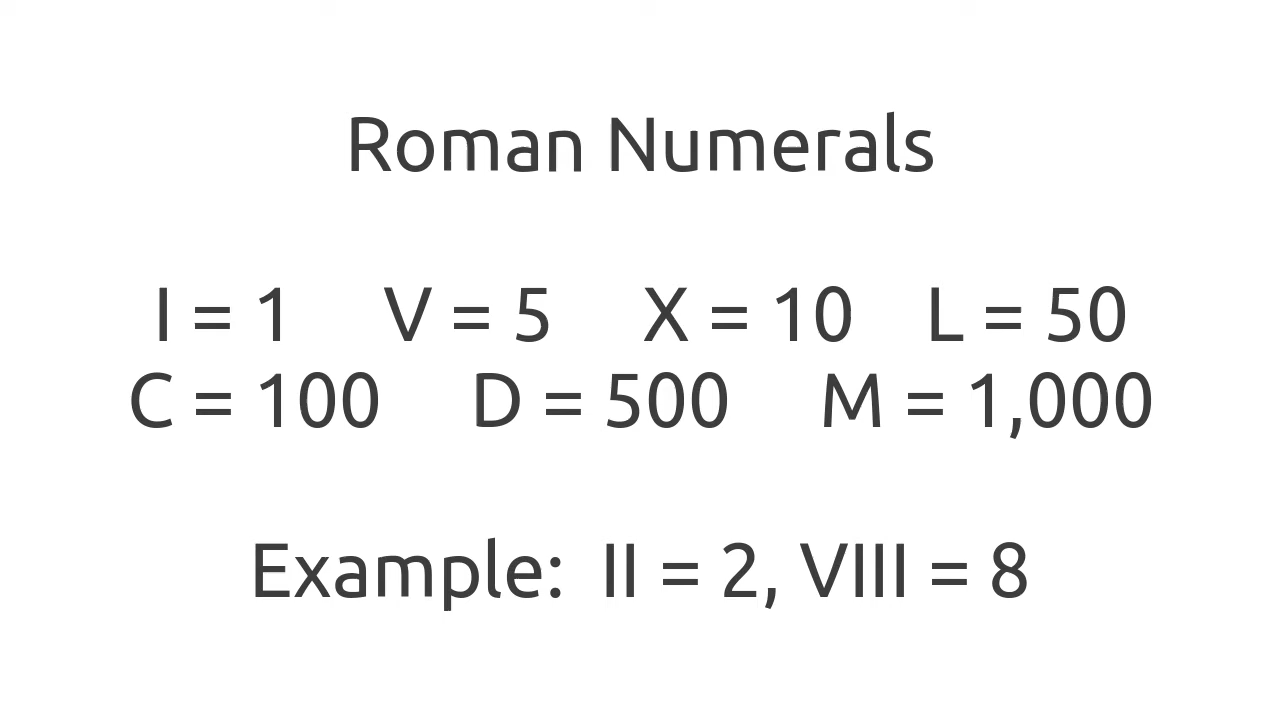 Roman Numerals
I = 1 V = 5 X = 10 L = 50
C = 100 D = 500 M = 1,000
Example: II = 2, VIII = 8